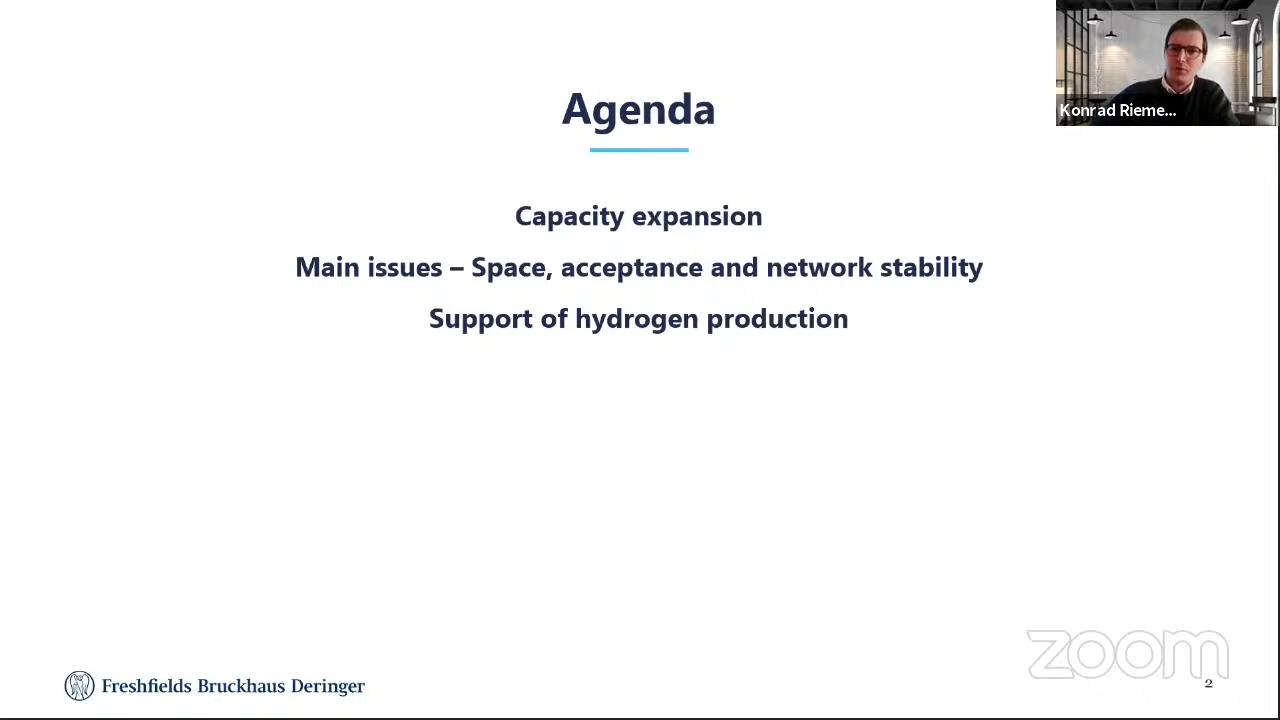 Agenda
Konrad Rieme...
Capacity expansion
Main issues – Space, acceptance and network stability
Support of hydrogen production
zoom
Freshfields Bruckhaus Deringer
2